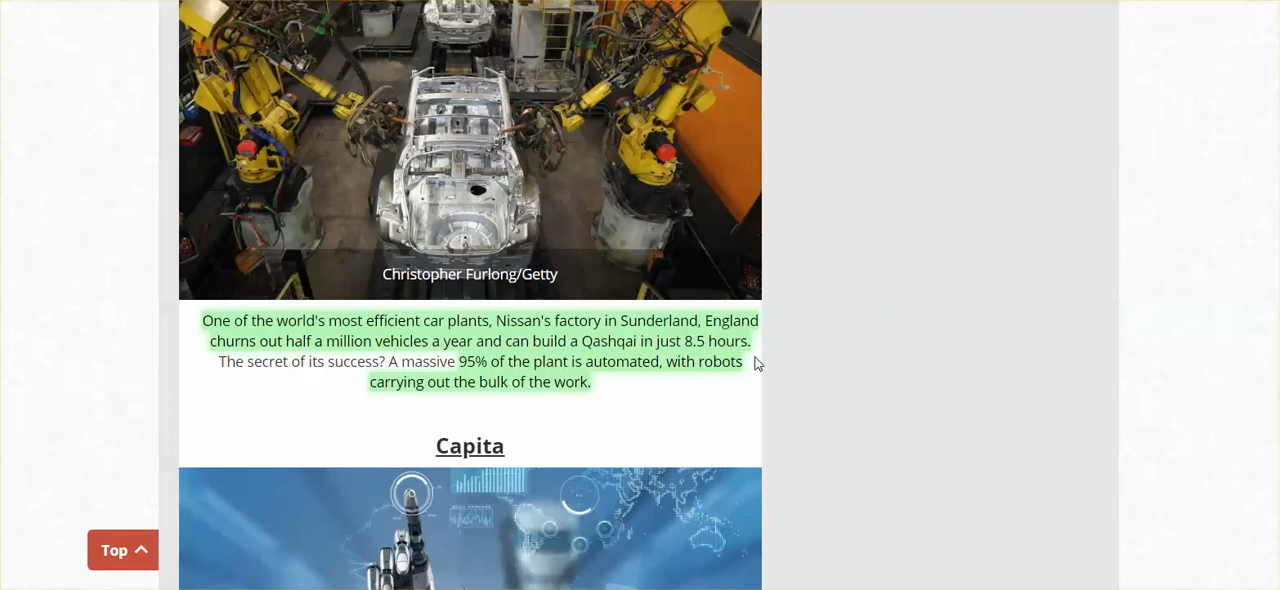 Christopher Furlong/Getty
One of the world's most efficient car plants, Nissan's factory in Sunderland, England
churns out half a million vehicles a year and can build a Qashqai in just 8.5 hours.
The secret of its success? A massive 95% of the plant is automated, with robots
carrying out the bulk of the work.
Capita
Top